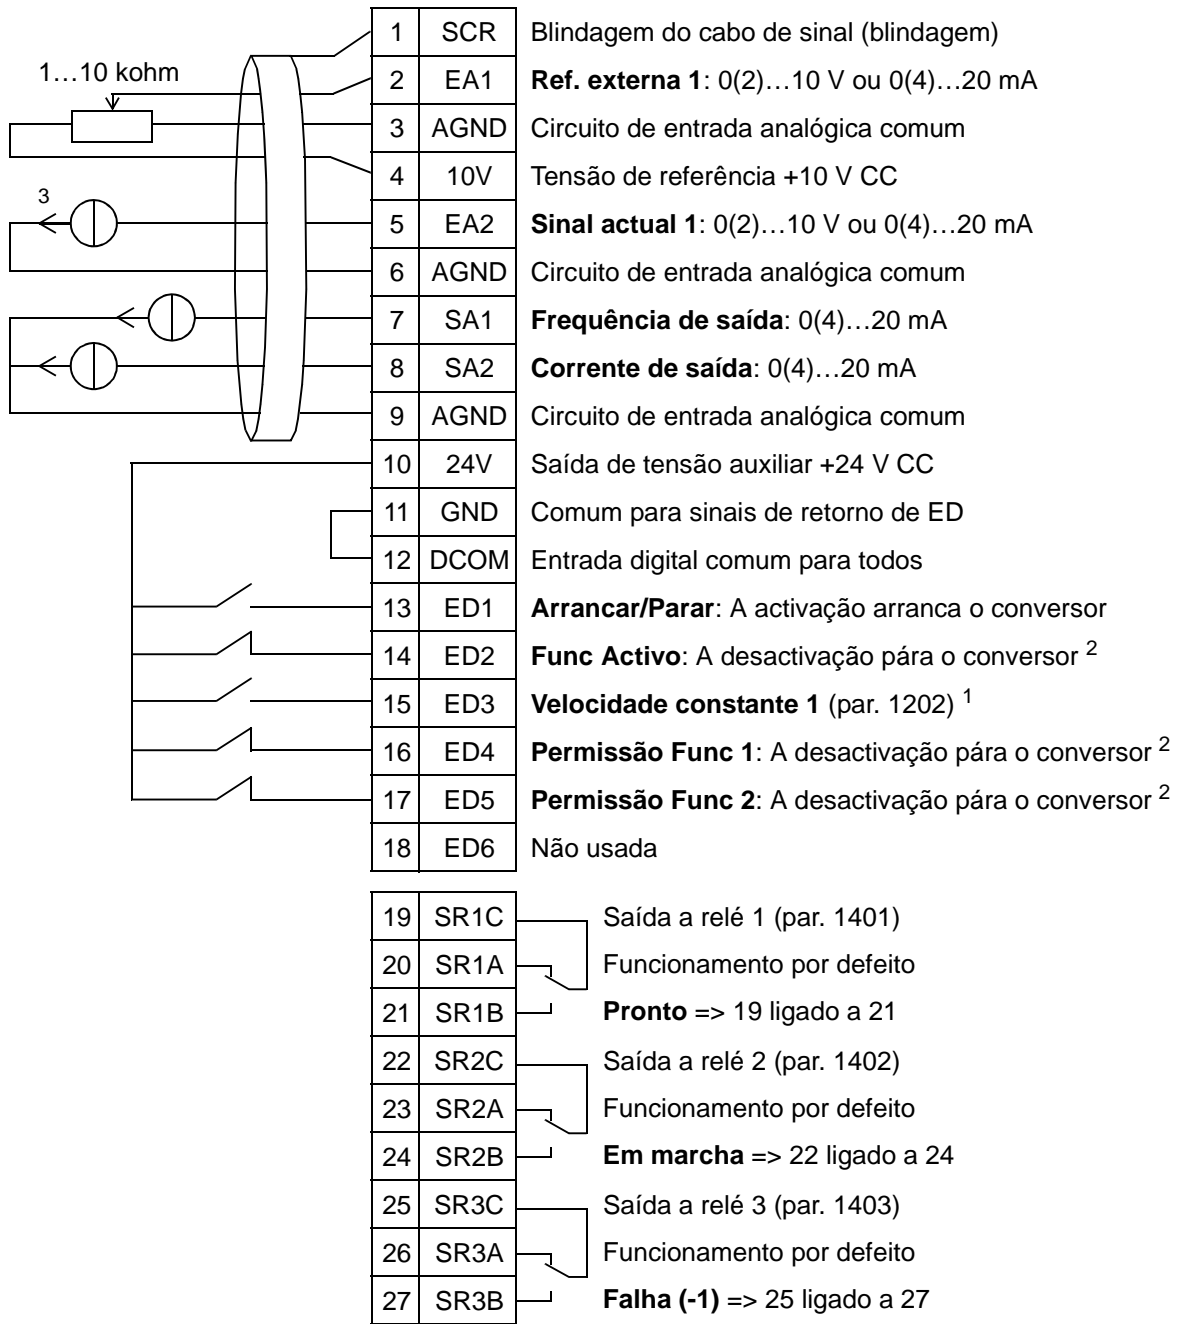 1 SCR Blindagem do cabo de sinal (blindagem)
1…10 kohm
2 EA1 Ref. externa 1: 0(2)…10 V ou 0(4)…20 mA
3 AGND Circuito de entrada analógica comum
4 10V Tensão de referência +10 V CC
3
5 EA2 Sinal actual 1: 0(2)…10 V ou 0(4)…20 mA
6 AGND Circuito de entrada analógica comum
7 SA1 Frequência de saída: 0(4)…20 mA
8 SA2 Corrente de saída: 0(4)…20 mA
9 AGND Circuito de entrada analógica comum
10 24V Saída de tensão auxiliar +24 V CC
11 GND Comum para sinais de retorno de ED
12 DCOM Entrada digital comum para todos
13 ED1 Arrancar/Parar: A activação arranca o conversor
14 ED2 Func Activo: A desactivação pára o conversor 2
15 ED3 Velocidade constante 1 (par. 1202) 1
16 ED4 Permissão Func 1: A desactivação pára o conversor 2
17 ED5 Permissão Func 2: A desactivação pára o conversor 2
18 ED6 Não usada
19 SR1C Saída a relé 1 (par. 1401)
20 SR1A Funcionamento por defeito
21 SR1B Pronto => 19 ligado a 21
22 SR2C Saída a relé 2 (par. 1402)
23 SR2A Funcionamento por defeito
24 SR2B Em marcha => 22 ligado a 24
25 SR3C Saída a relé 3 (par. 1403)
26 SR3A Funcionamento por defeito
27 SR3B Falha (-1) => 25 ligado a 27